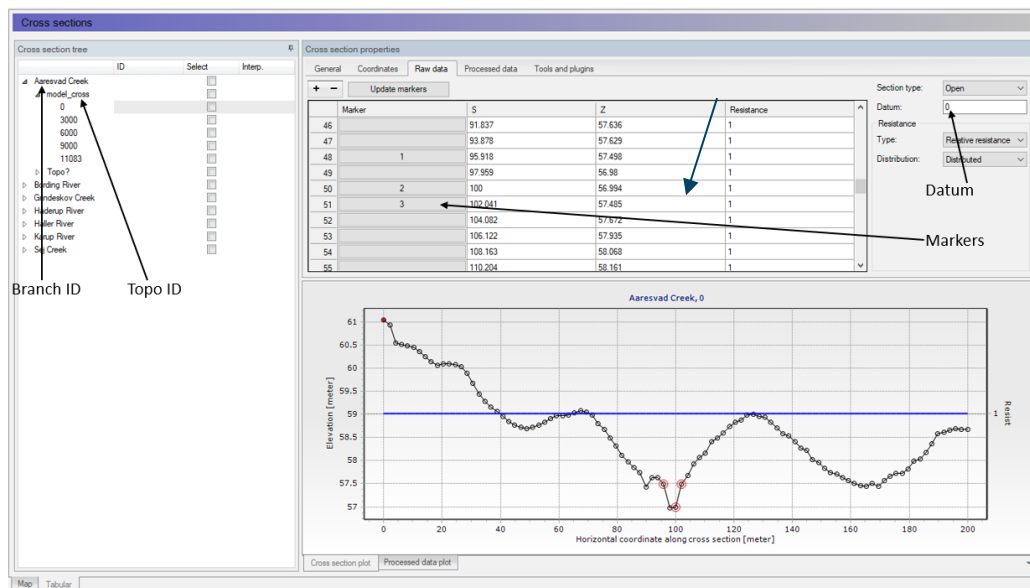 Cross sections
Cross section tree
ID Select Interp.
Aaresvad Creek
model_cross
0
3000
6000
9000
11083
Topo?
Bording River
Grindeskov Creek
Haderup River
Haller River
Karup River
Sej Creek
Branch ID Topo ID
Cross section properties
General Coordinates Raw data Processed data Tools and plugins
+ − Update markers
Marker S Z Resistance
46 91.837 57.636 1
47 93.878 57.629 1
48 1 95.918 57.498 1
49 97.959 56.98 1
50 2 100 56.994 1
51 3 102.041 57.485 1
52 104.082 57.672 1
53 106.122 57.935 1
54 108.163 58.068 1
55 110.204 58.161 1
Section type: Open
Datum: 0
Resistance
Type: Relative resistance
Distribution: Distributed
Datum
Markers
Aaresvad Creek, 0
Elevation [meter]
61
60.5
60
59.5
59
58.5
58
57.5
57
1
Resist
0 20 40 60 80 100 120 140 160 180 200
Horizontal coordinate along cross section [meter]
Cross section plot Processed data plot
Map Tabular